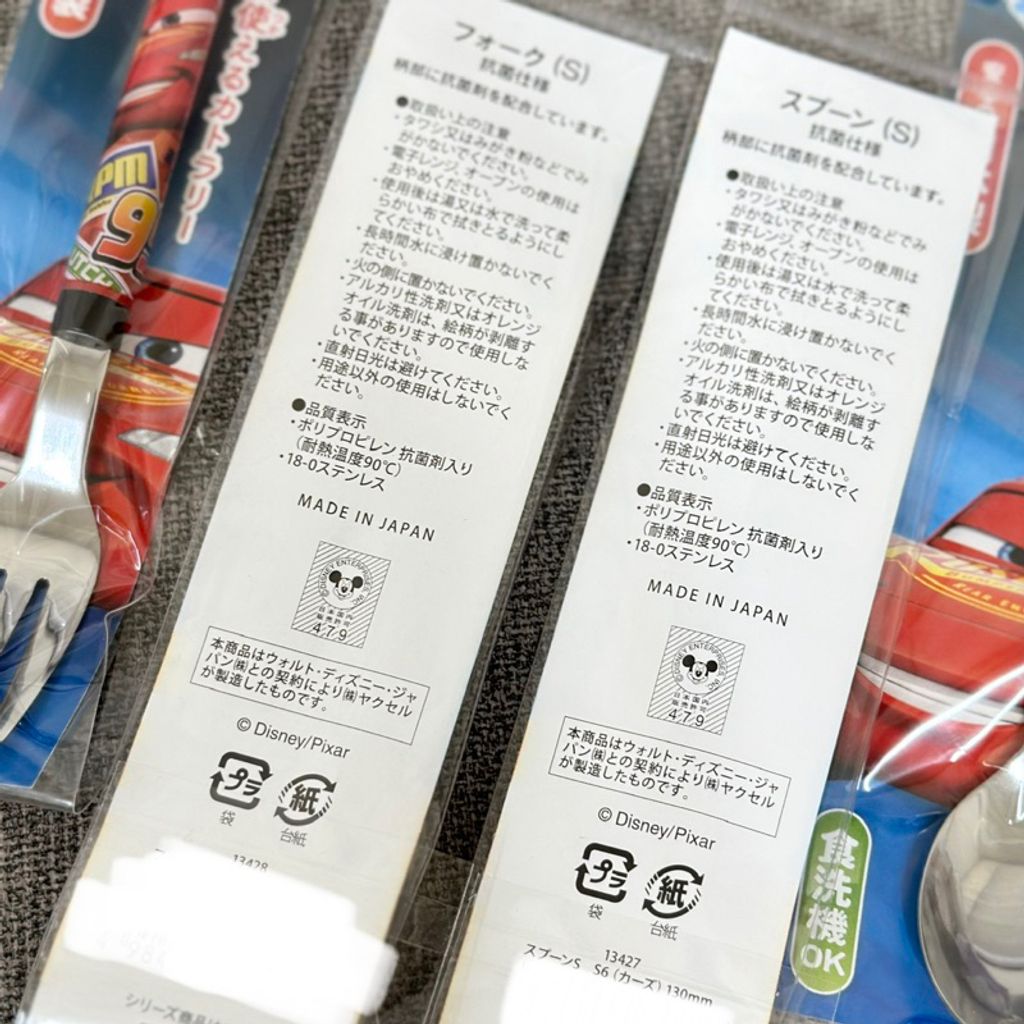 使えるカトラリー
フォーク (S)
抗菌仕様
柄部に抗菌剤を配合しています。
●取扱い上の注意
・タワシ又はみがき粉などでみ
がかないでください。
・電子レンジ、オーブンの使用は
おやめください。
・使用後は湯又は水で洗って柔
らかい布で拭きとるようにし
てください。
・長時間水に浸け置かないでく
ださい。
・火の側に置かないでください。
・アルカリ性洗剤又はオレンジ
オイル洗剤は、絵柄が剥離す
る事がありますので使用しな
いでください。
・直射日光は避けてください。
・用途以外の使用はしないでく
ださい。
●品質表示
・ポリプロピレン 抗菌剤入り
(耐熱温度90℃)
・18-0ステンレス
MADE IN JAPAN
DISNEY ENTERPRISES, INC.
日本国内
販売許可
479
本商品はウォルト・ディズニー・ジャ
パン㈱との契約により㈱ヤクセル
が製造したものです。
© Disney/Pixar
プラ
袋
紙
台紙
13428
シリーズ商品は
スプーン (S)
抗菌仕様
柄部に抗菌剤を配合しています。
●取扱い上の注意
・タワシ又はみがき粉などでみ
がかないでください。
・電子レンジ、オーブンの使用は
おやめください。
・使用後は湯又は水で洗って柔
らかい布で拭きとるようにし
てください。
・長時間水に浸け置かないでく
ださい。
・火の側に置かないでください。
・アルカリ性洗剤又はオレンジ
オイル洗剤は、絵柄が剥離す
る事がありますので使用しな
いでください。
・直射日光は避けてください。
・用途以外の使用はしないでく
ださい。
●品質表示
・ポリプロピレン 抗菌剤入り
(耐熱温度90℃)
・18-0ステンレス
MADE IN JAPAN
DISNEY ENTERPRISES, INC.
日本国内
販売許可
479
本商品はウォルト・ディズニー・ジャ
パン㈱との契約により㈱ヤクセル
が製造したものです。
© Disney/Pixar
プラ
袋
紙
台紙
13427
スプーンS S6 (カーズ) 130mm
食洗機
OK